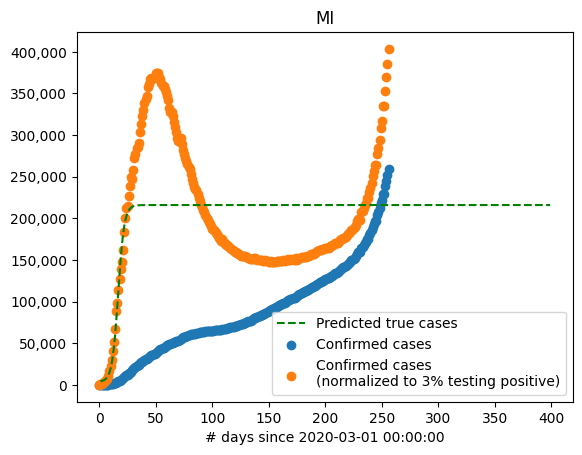 MI
400,000
350,000
300,000
250,000
200,000
150,000
100,000
50,000
0
Predicted true cases
Confirmed cases
Confirmed cases
(normalized to 3% testing positive)
0 50 100 150 200 250 300 350 400
# days since 2020-03-01 00:00:00